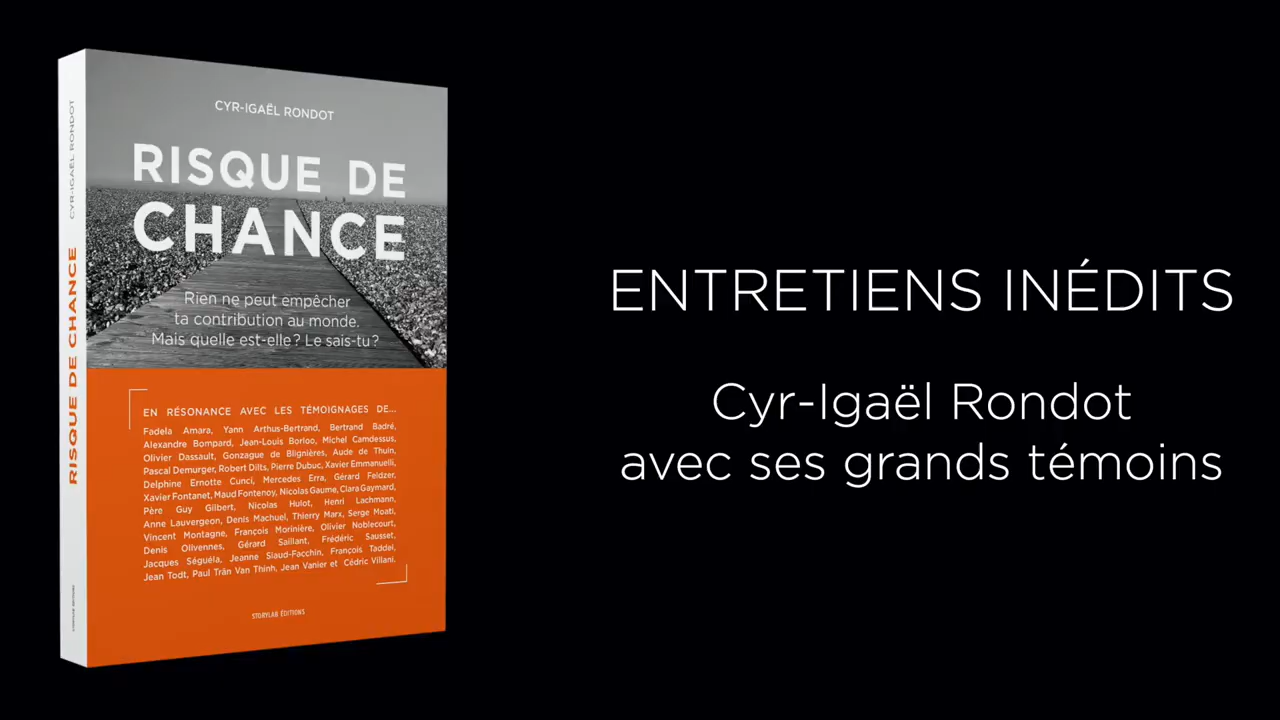 CYR-IGAËL RONDOT
RISQUE DE CHANCE
CYR-IGAËL RONDOT
RISQUE DE
CHANCE
Rien ne peut empêcher
ta contribution au monde.
Mais quelle est-elle ? Le sais-tu ?
EN RÉSONANCE AVEC LES TÉMOIGNAGES DE...
Fadela Amara, Yann Arthus-Bertrand, Bertrand Badré,
Alexandre Bompard, Jean-Louis Borloo, Michel Camdessus,
Olivier Dassault, Gonzague de Blignières, Aude de Thuin,
Pascal Demurger, Robert Dilts, Pierre Dubuc, Xavier Emmanuelli,
Delphine Ernotte Cunci, Mercedes Erra, Gérard Feldzer,
Xavier Fontanet, Maud Fontenoy, Nicolas Gaume, Clara Gaymard,
Père Guy Gilbert, Nicolas Hulot, Henri Lachmann,
Anne Lauvergeon, Denis Machuel, Thierry Marx, Serge Moati,
Vincent Montagne, François Morinière, Olivier Noblecourt,
Denis Olivennes, Gérard Saillant, Frédéric Sausset,
Jacques Séguéla, Jeanne Siaud-Facchin, François Taddei,
Jean Todt, Paul Trân Van Thinh, Jean Vanier et Cédric Villani.
STORYLAB ÉDITIONS
ENTRETIENS INÉDITS
Cyr-Igaël Rondot
avec ses grands témoins